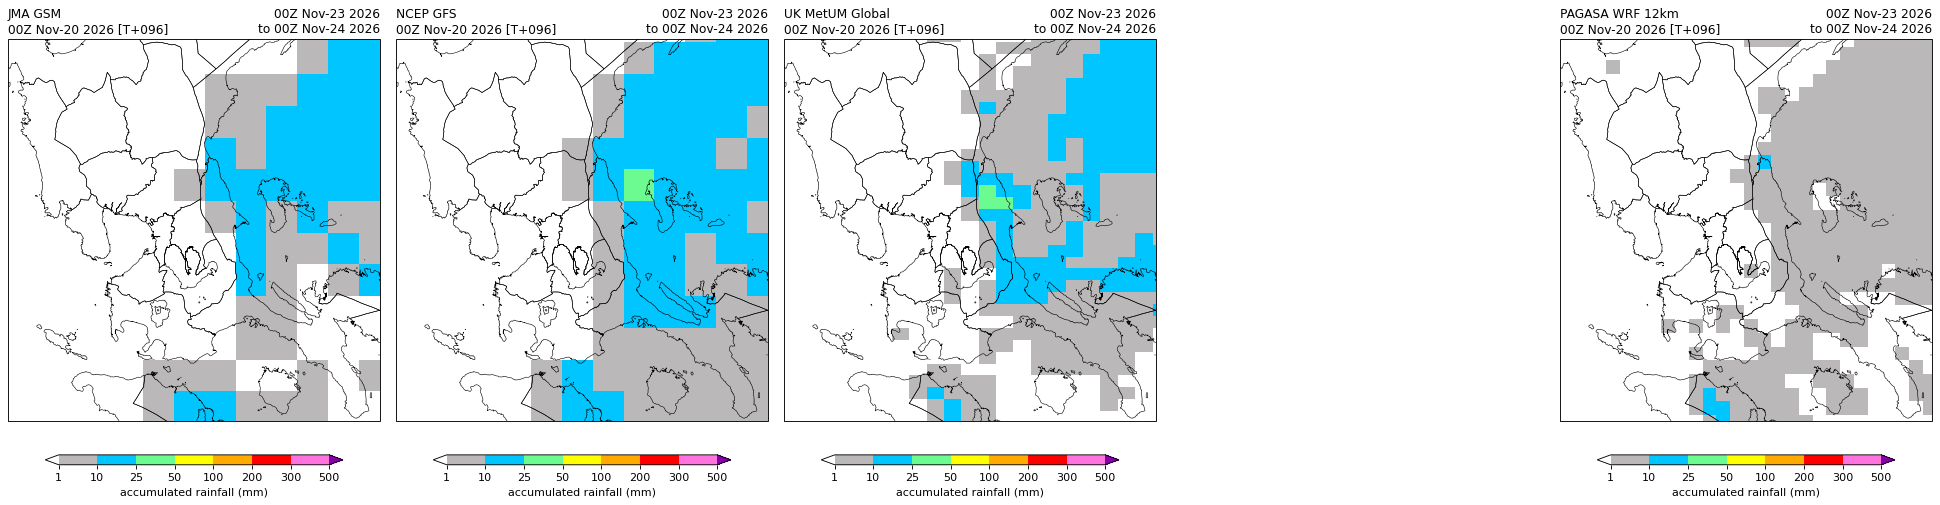 JMA GSM
00Z Nov-20 2026 [T+096]
00Z Nov-23 2026
to 00Z Nov-24 2026
1 10 25 50 100 200 300 500
accumulated rainfall (mm)
NCEP GFS
00Z Nov-20 2026 [T+096]
00Z Nov-23 2026
to 00Z Nov-24 2026
1 10 25 50 100 200 300 500
accumulated rainfall (mm)
UK MetUM Global
00Z Nov-20 2026 [T+096]
00Z Nov-23 2026
to 00Z Nov-24 2026
1 10 25 50 100 200 300 500
accumulated rainfall (mm)
PAGASA WRF 12km
00Z Nov-20 2026 [T+096]
00Z Nov-23 2026
to 00Z Nov-24 2026
1 10 25 50 100 200 300 500
accumulated rainfall (mm)